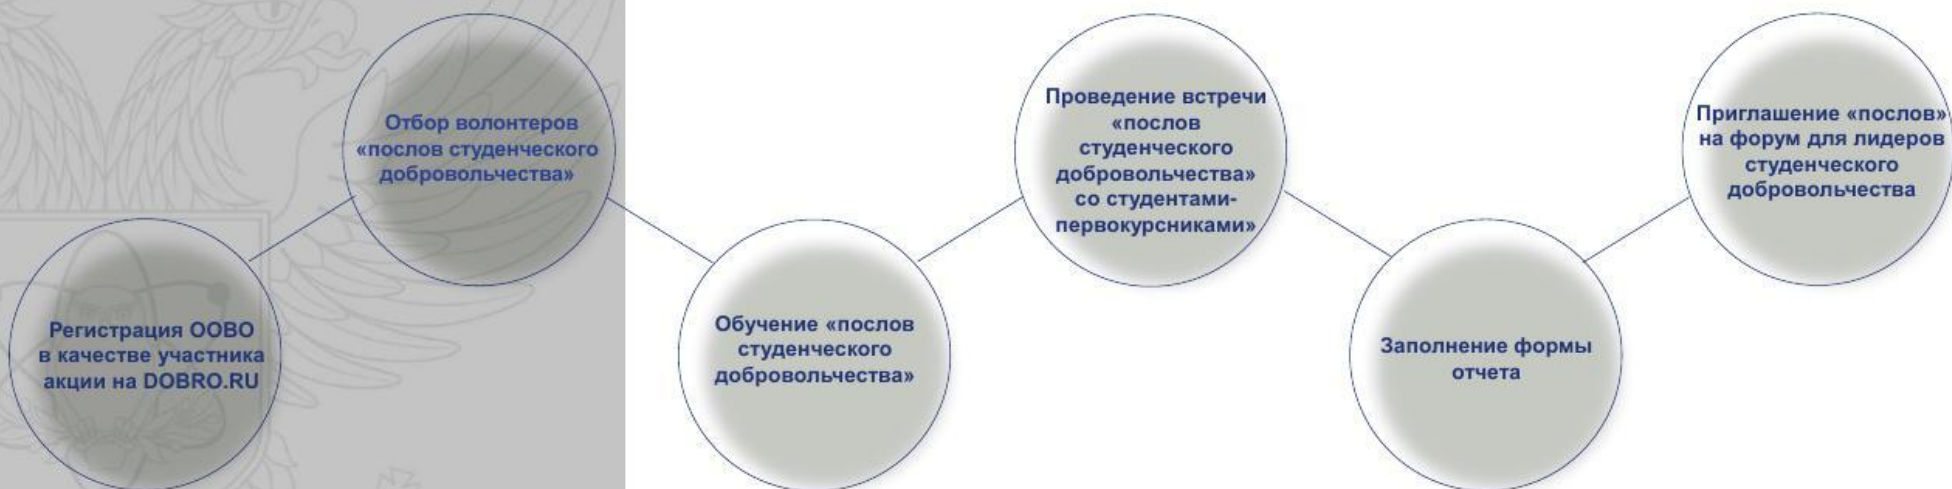 Регистрация ООВО
в качестве участника
акции на DOBRO.RU
Отбор волонтеров
«послов студенческого
добровольчества»
Обучение «послов
студенческого
добровольчества»
Проведение встречи
«послов
студенческого
добровольчества»
со студентами-
первокурсниками»
Заполнение формы
отчета
Приглашение «послов»
на форум для лидеров
студенческого
добровольчества